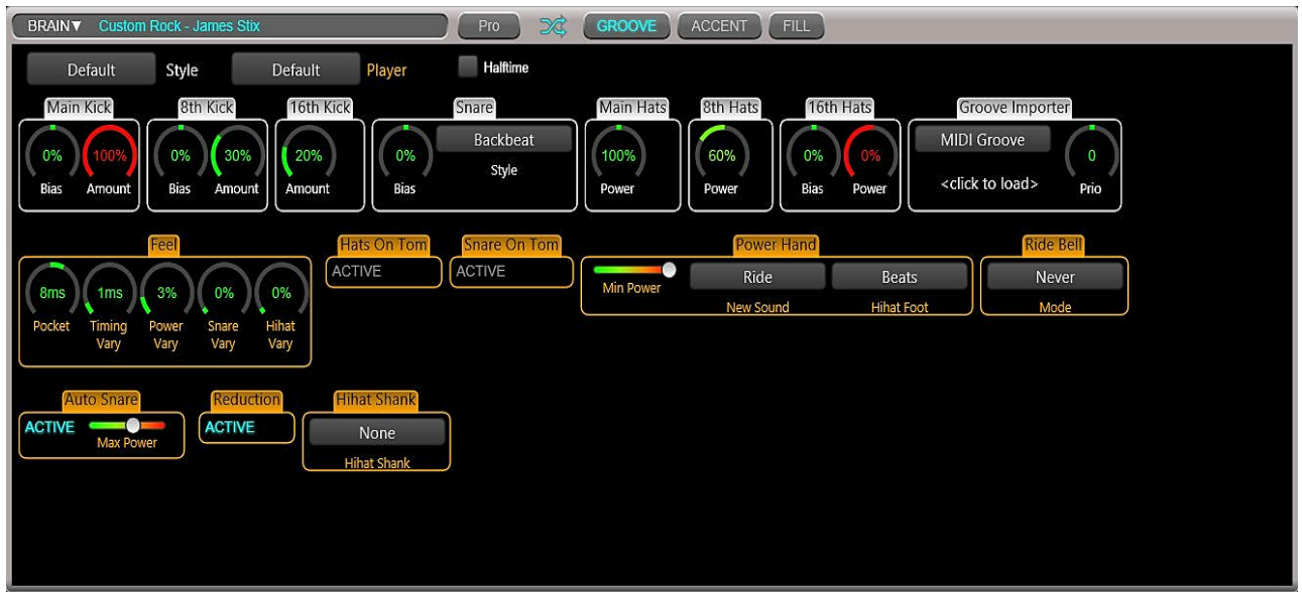 BRAIN▼ Custom Rock - James Stix Pro GROOVE ACCENT FILL
Default Style Default Player Halftime
Main Kick 8th Kick 16th Kick Snare Main Hats 8th Hats 16th Hats Groove Importer
0% 100% 0% 30% 20% 0% Backbeat 100% 60% 0% 0% MIDI Groove 0
Bias Amount Bias Amount Amount Bias Style Power Power Bias Power <click to load> Prio
Feel Hats On Tom Snare On Tom Power Hand Ride Bell
8ms 1ms 3% 0% 0% ACTIVE ACTIVE Min Power Ride Beats Never
Pocket Timing Power Snare Hihat New Sound Hihat Foot Mode
Vary Vary Vary Vary
Auto Snare Reduction Hihat Shank
ACTIVE Max Power ACTIVE None
Hihat Shank